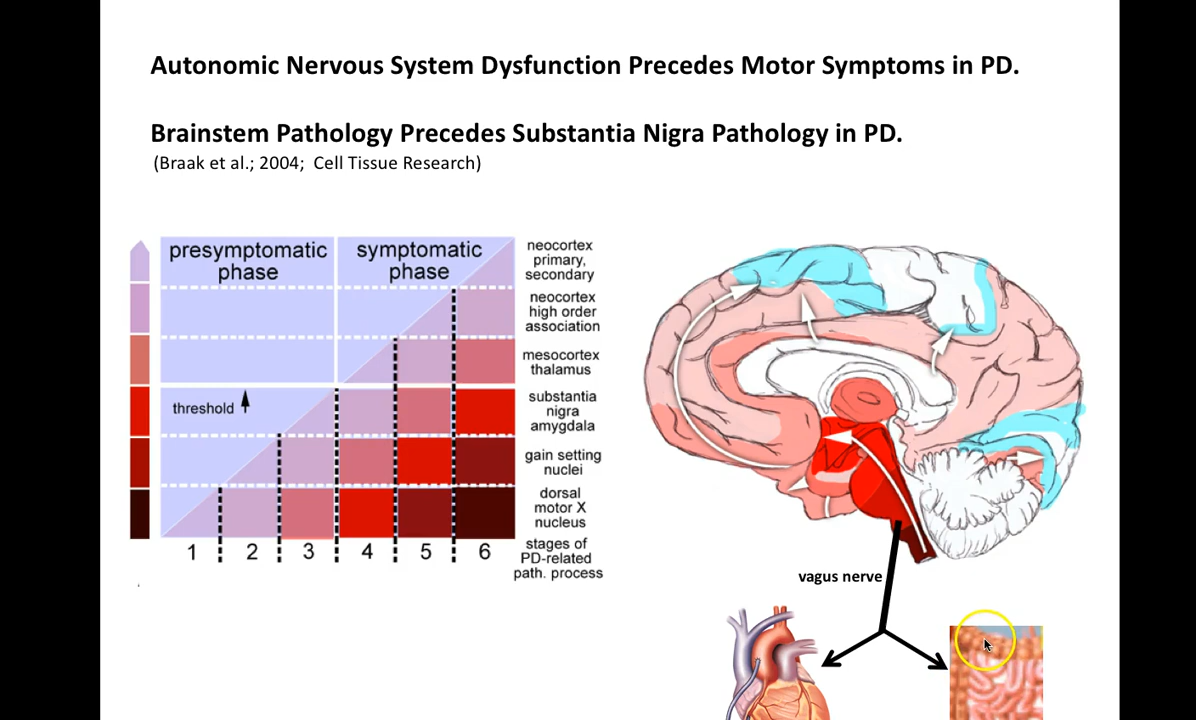 Autonomic Nervous System Dysfunction Precedes Motor Symptoms in PD.
Brainstem Pathology Precedes Substantia Nigra Pathology in PD.
(Braak et al.; 2004;  Cell Tissue Research)
presymptomatic
phase
symptomatic
phase
threshold
neocortex
primary,
secondary
neocortex
high order
association
mesocortex
thalamus
substantia
nigra
amygdala
gain setting
nuclei
dorsal
motor X
nucleus
1 2 3 4 5 6
stages of
PD-related
path. process
vagus nerve